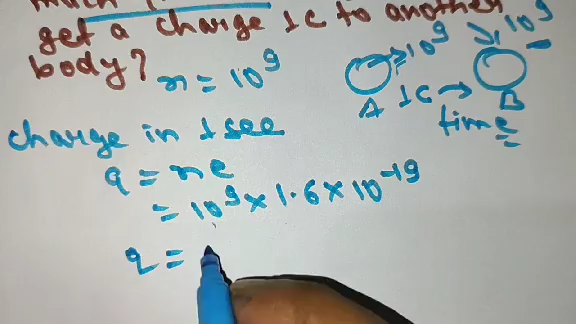 get a charge 1C to another
body? n = 10⁹
→ 10⁹ 10⁹ -
A 1C → B
time
charge in 1 sec
q = ne
= 10⁹ × 1.6 × 10⁻¹⁹
q =